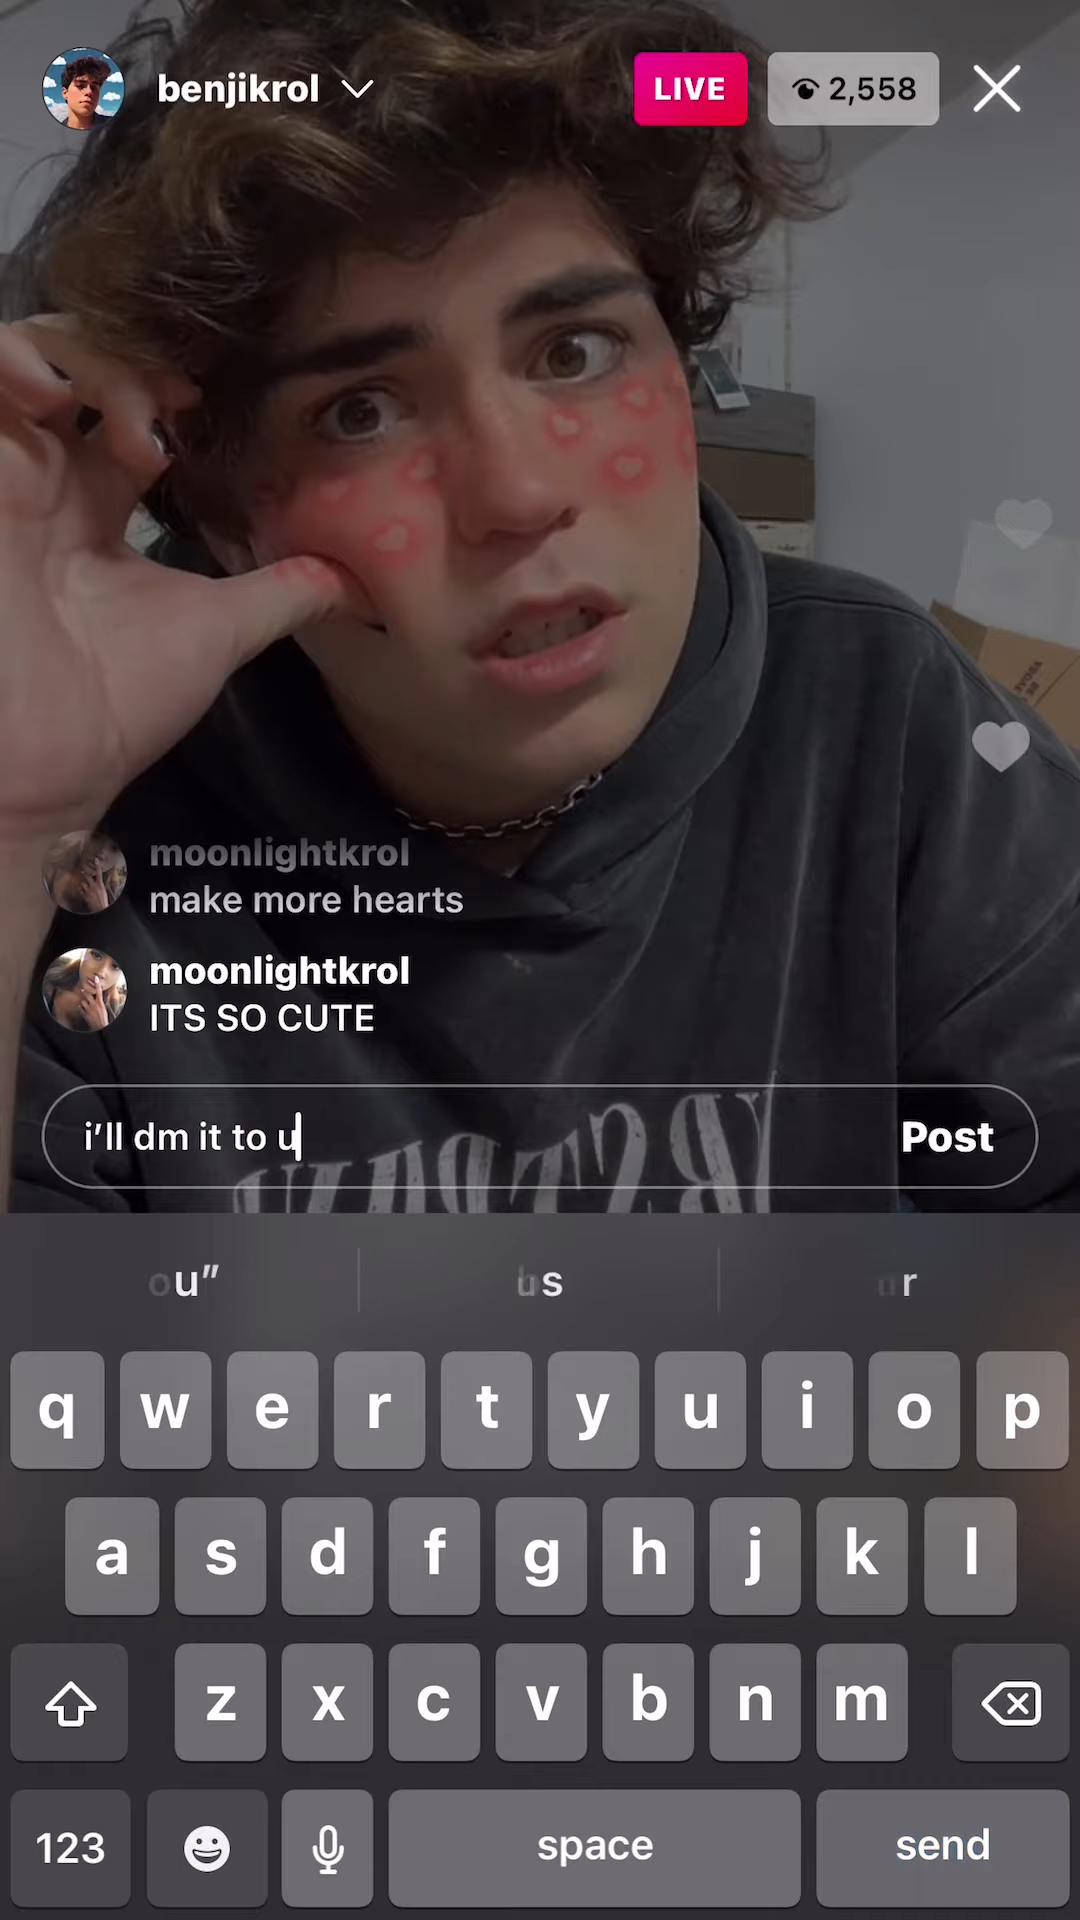 benjikrol
LIVE
2,558
moonlightkrol
make more hearts
moonlightkrol
ITS SO CUTE
i’ll dm it to u
Post
ou”
us
ur
q w e r t y u i o p
a s d f g h j k l
z x c v b n m
123
space
send